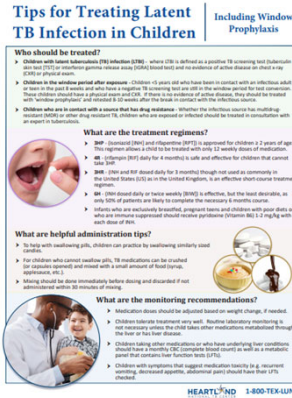 Tips for Treating Latent
TB Infection in Children
Including Window
Prophylaxis
Who should be treated?
Children with latent tuberculosis (TB) infection (LTBI) - where LTBI is defined as a positive TB screening test (tuberculin
skin test [TST] or interferon gamma release assay [IGRA] blood test) and no evidence of active disease on chest x-ray
(CXR) or physical exam.
Children in the window period after exposure - Children <5 years old who have been in contact with an infectious adult
or teen in the past 8 weeks and who have a negative TB screening test are still in the window period for test conversion.
These children should have a physical exam and CXR. If there is no evidence of active disease, they should be treated
with 'window prophylaxis' and retested 8-10 weeks after the break in contact with the infectious source.
Children who are in contact with a source that has drug resistance - Whether the infectious source has multidrug-
resistant (MDR) or other drug resistant TB, children who are exposed or infected should be treated in consultation with
an expert in tuberculosis.
What are the treatment regimens?
3HP - (isoniazid [INH] and rifapentine [RPT]) is approved for children ≥ 2 years of age.
This regimen allows a child to be treated with only 12 weekly doses of medication.
4R - (rifampin [RIF] daily for 4 months) is safe and effective for children that cannot
take 3HP.
3HR - (INH and RIF dosed daily for 3 months) though not used as commonly in
the United States (US) as in the United Kingdom, is an effective short-course treatment
regimen.
6H - (INH dosed daily or twice weekly [BIW]) is effective, but the least desirable, as
only 50% of patients are likely to complete the necessary 6 months course.
Infants who are exclusively breastfed, pregnant teens and children with poor diets or
who are immune suppressed should receive pyridoxine (Vitamin B6) 1-2 mg/kg with
each dose of INH.
What are helpful administration tips?
To help with swallowing pills, children can practice by swallowing similarly sized
candies.
For children who cannot swallow pills, TB medications can be crushed
(or capsules opened) and mixed with a small amount of food (syrup,
applesauce, etc.).
Mixing should be done immediately before dosing and discarded if not
administered within 30 minutes of mixing.
What are the monitoring recommendations?
Medication doses should be adjusted based on weight change, if needed.
Children tolerate treatment very well. Routine laboratory monitoring is
not necessary unless the child takes other medications metabolized through
the liver or has liver disease.
Children taking other medications or who have underlying liver conditions
should have a monthly CBC (complete blood count) as well as a metabolic
panel that contains liver function tests (LFTs).
Children with symptoms that suggest medication toxicity (e.g. recurrent
vomiting, decreased appetite, abdominal pain) should have their LFTs
checked.
HEARTLAND
NATIONAL TB CENTER
1-800-TEX-LUN